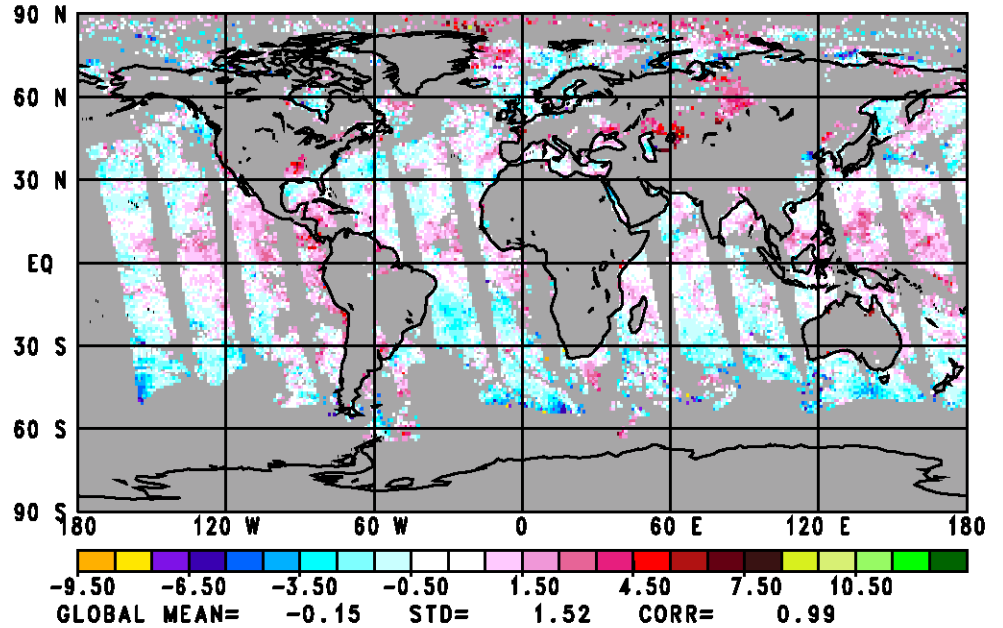 90 N
60 N
30 N
EQ
30 S
60 S
90 S
180 120 W 60 W 0 60 E 120 E 180
-9.50 -6.50 -3.50 -0.50 1.50 4.50 7.50 10.50
GLOBAL MEAN= -0.15 STD= 1.52 CORR= 0.99